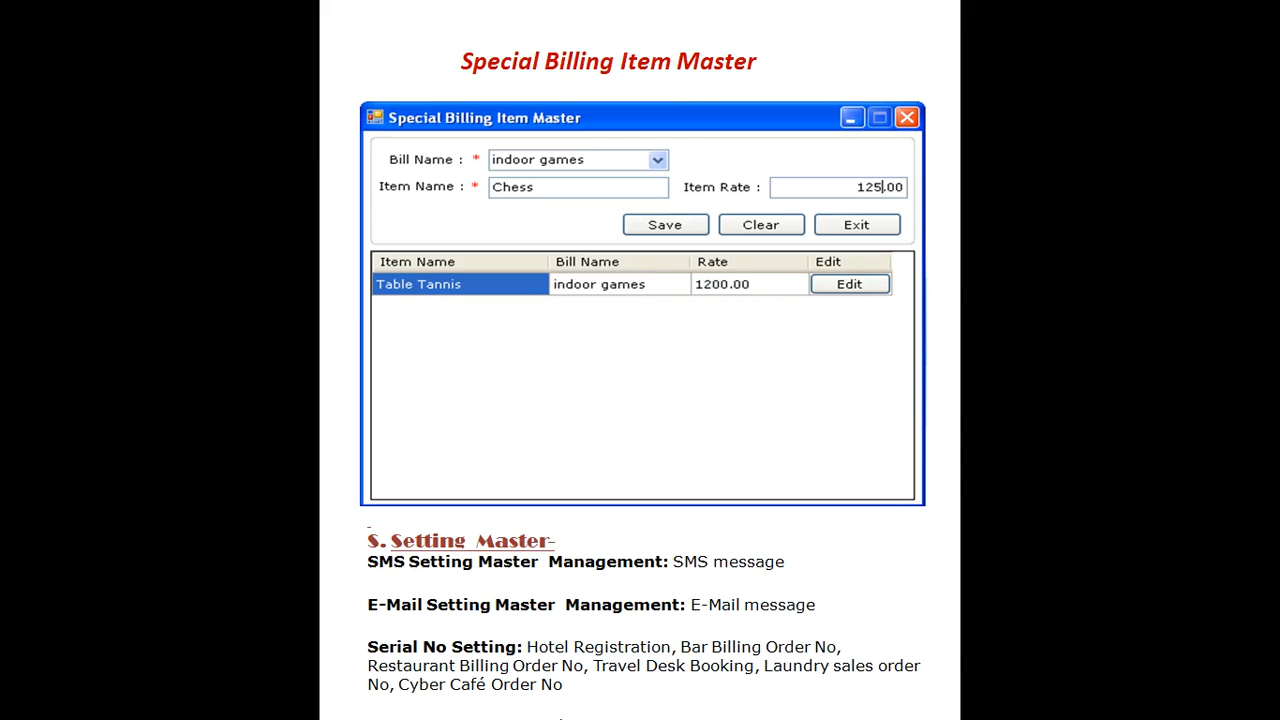 Special Billing Item Master
Special Billing Item Master
Bill Name : * indoor games
Item Name : * Chess Item Rate : 125.00
Save Clear Exit
Item Name Bill Name Rate Edit
Table Tannis indoor games 1200.00 Edit
S. Setting Master-
SMS Setting Master Management: SMS message
E-Mail Setting Master Management: E-Mail message
Serial No Setting: Hotel Registration, Bar Billing Order No,
Restaurant Billing Order No, Travel Desk Booking, Laundry sales order
No, Cyber Café Order No